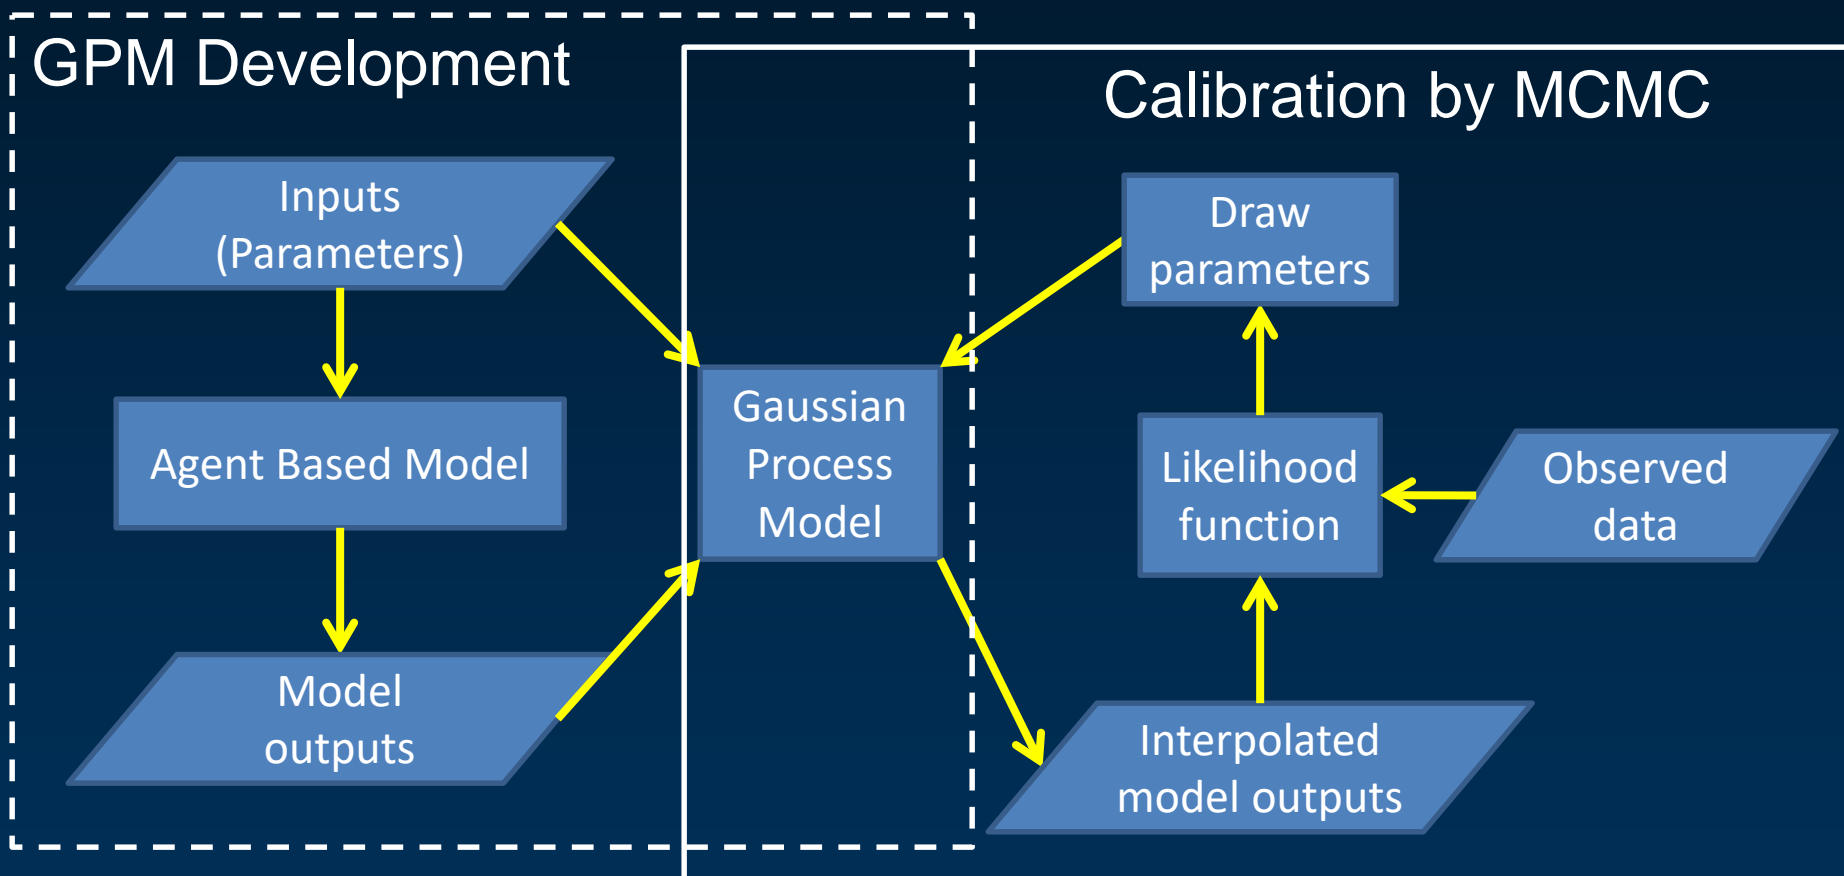 GPM Development
Calibration by MCMC
Inputs
(Parameters)
Agent Based Model
Model
outputs
Gaussian
Process
Model
Draw
parameters
Likelihood
function
Observed
data
Interpolated
model outputs